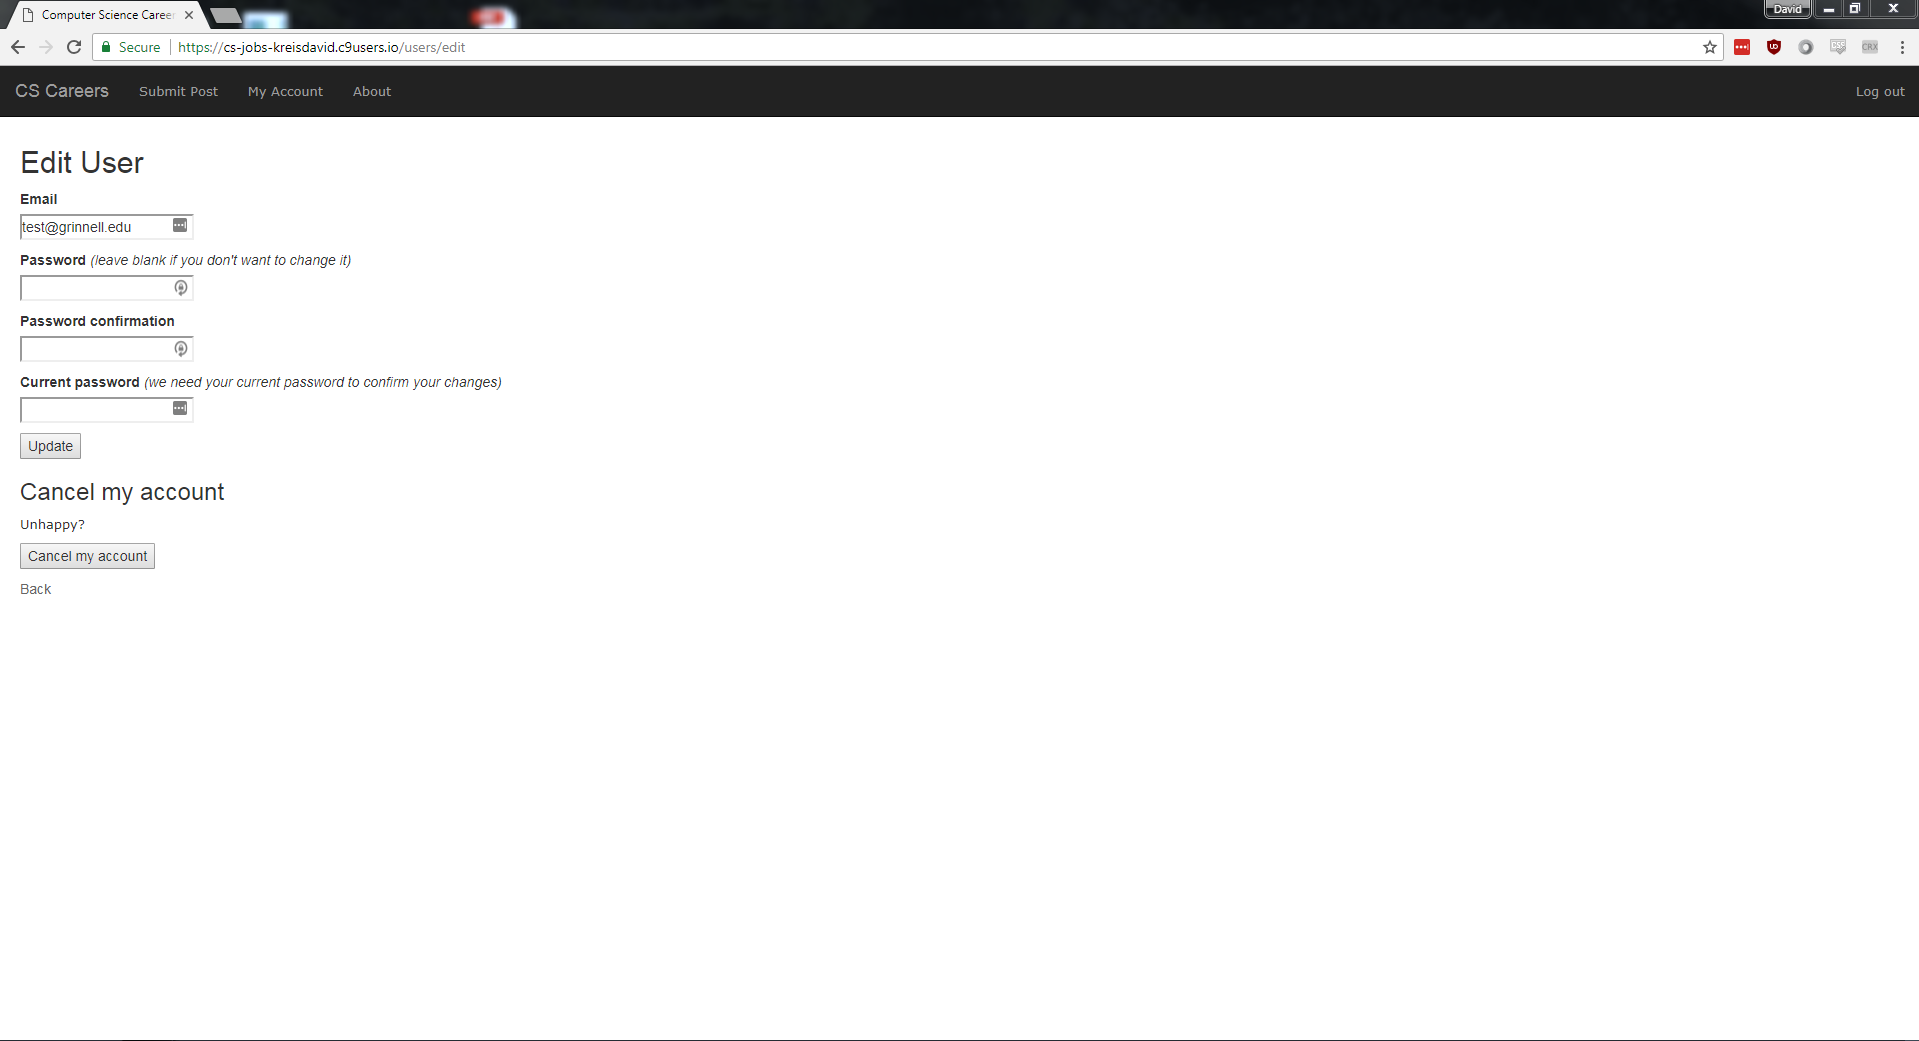 Computer Science Career
David
Secure https://cs-jobs-kreisdavid.c9users.io/users/edit
CS Careers Submit Post My Account About Log out
Edit User
Email
test@grinnell.edu
Password (leave blank if you don't want to change it)
Password confirmation
Current password (we need your current password to confirm your changes)
Update
Cancel my account
Unhappy?
Cancel my account
Back